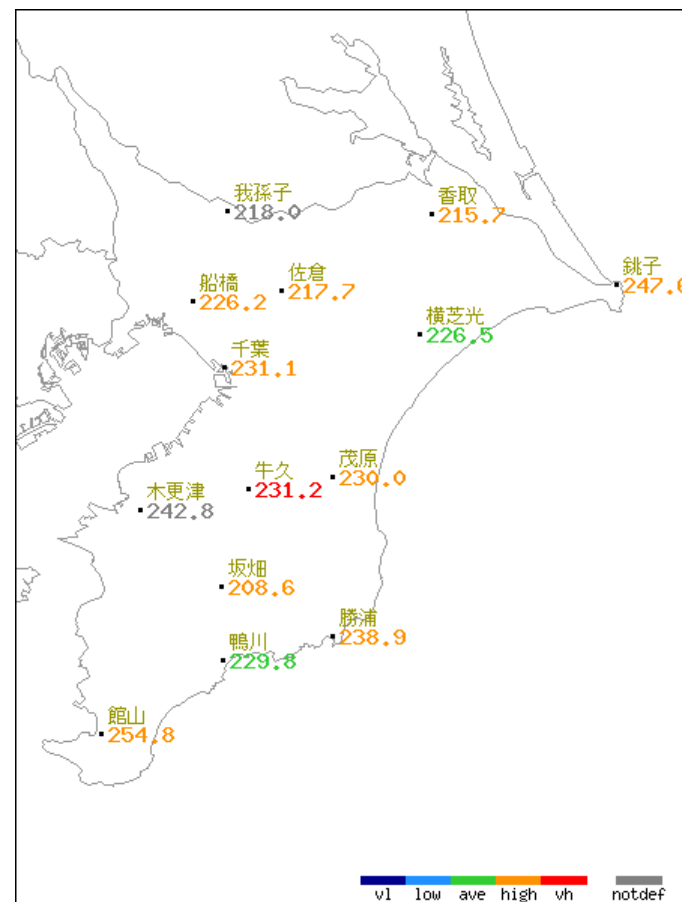 我孫子
218.0
香取
215.7
銚子
247.6
船橋
226.2
佐倉
217.7
横芝光
226.5
千葉
231.1
牛久
231.2
茂原
230.0
木更津
242.8
坂畑
208.6
勝浦
238.9
鴨川
229.8
館山
254.8
vl low ave high vh notdef